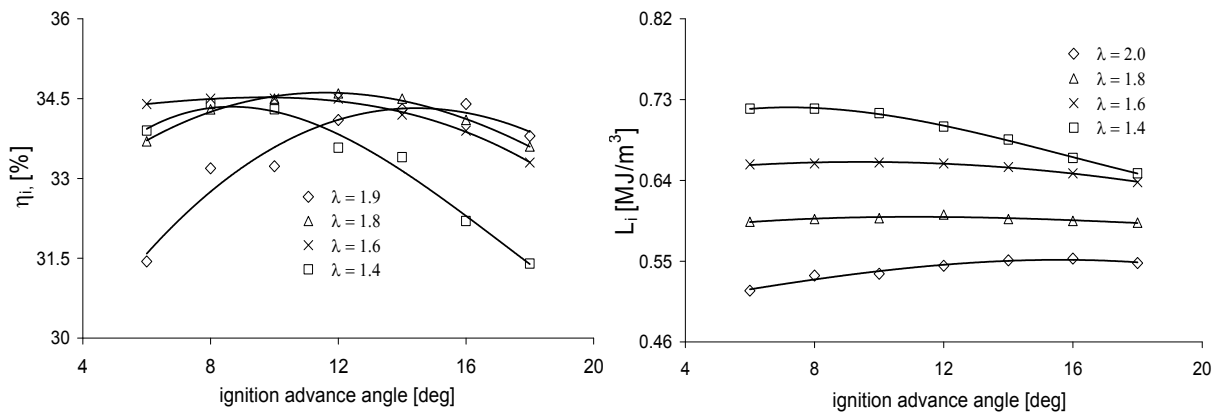 36
34.5
33
31.5
30
η_i, [%]
λ = 1.9
λ = 1.8
λ = 1.6
λ = 1.4
4
8
12
16
20
ignition advance angle [deg]
0.82
0.73
0.64
0.55
0.46
L_i [MJ/m³]
λ = 2.0
λ = 1.8
λ = 1.6
λ = 1.4
4
8
12
16
20
ignition advance angle [deg]